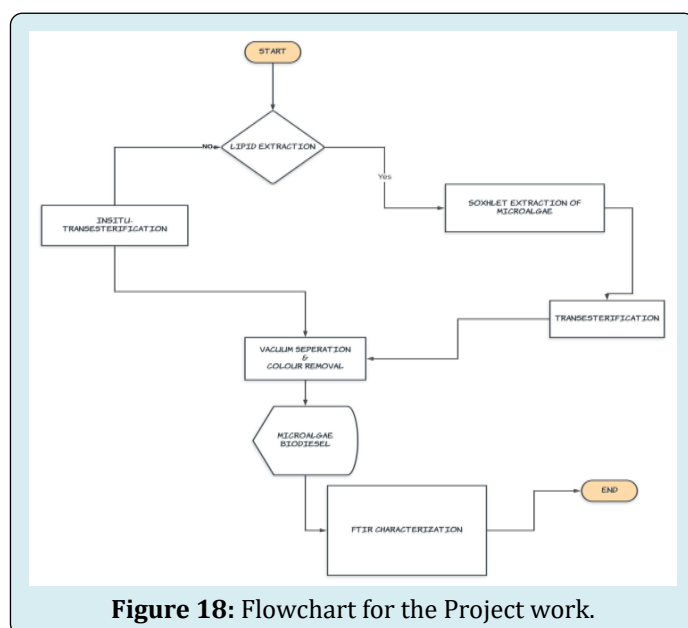 START
LIPID EXTRACTION
NO
Yes
SOXHLET EXTRACTION OF
MICROALGAE
INSITU-
TRANSESTERIFICATION
TRANSESTERIFICATION
VACUUM SEPERATION
&
COLOUR REMOVAL
MICROALGAE
BIODIESEL
END
FTIR CHARACTERIZATION
Figure 18: Flowchart for the Project work.